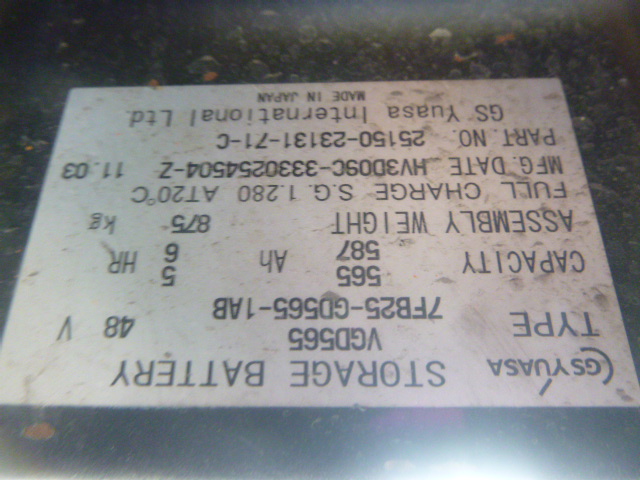 GS YUASA STORAGE BATTERY
TYPE VGD565 48 V
7FB25-GD565-1AB
CAPACITY 565 Ah 5 HR
587 6
ASSEMBLY WEIGHT 875 kg
FULL CHARGE S.G.1.280 AT20°C
MFG.DATE HV3D09C-3330254504-Z 11.03
PART.NO. 25150-23131-71-C
GS Yuasa International Ltd.
MADE IN JAPAN